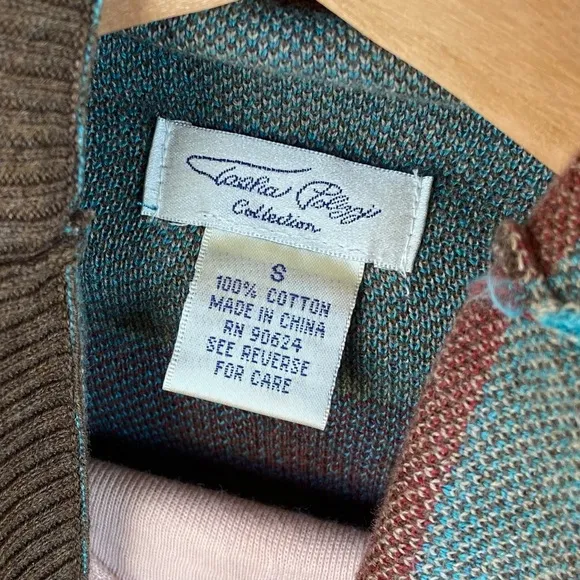 Tasha Polizzi
Collection
S
100% COTTON
MADE IN CHINA
RN 90624
SEE REVERSE
FOR CARE